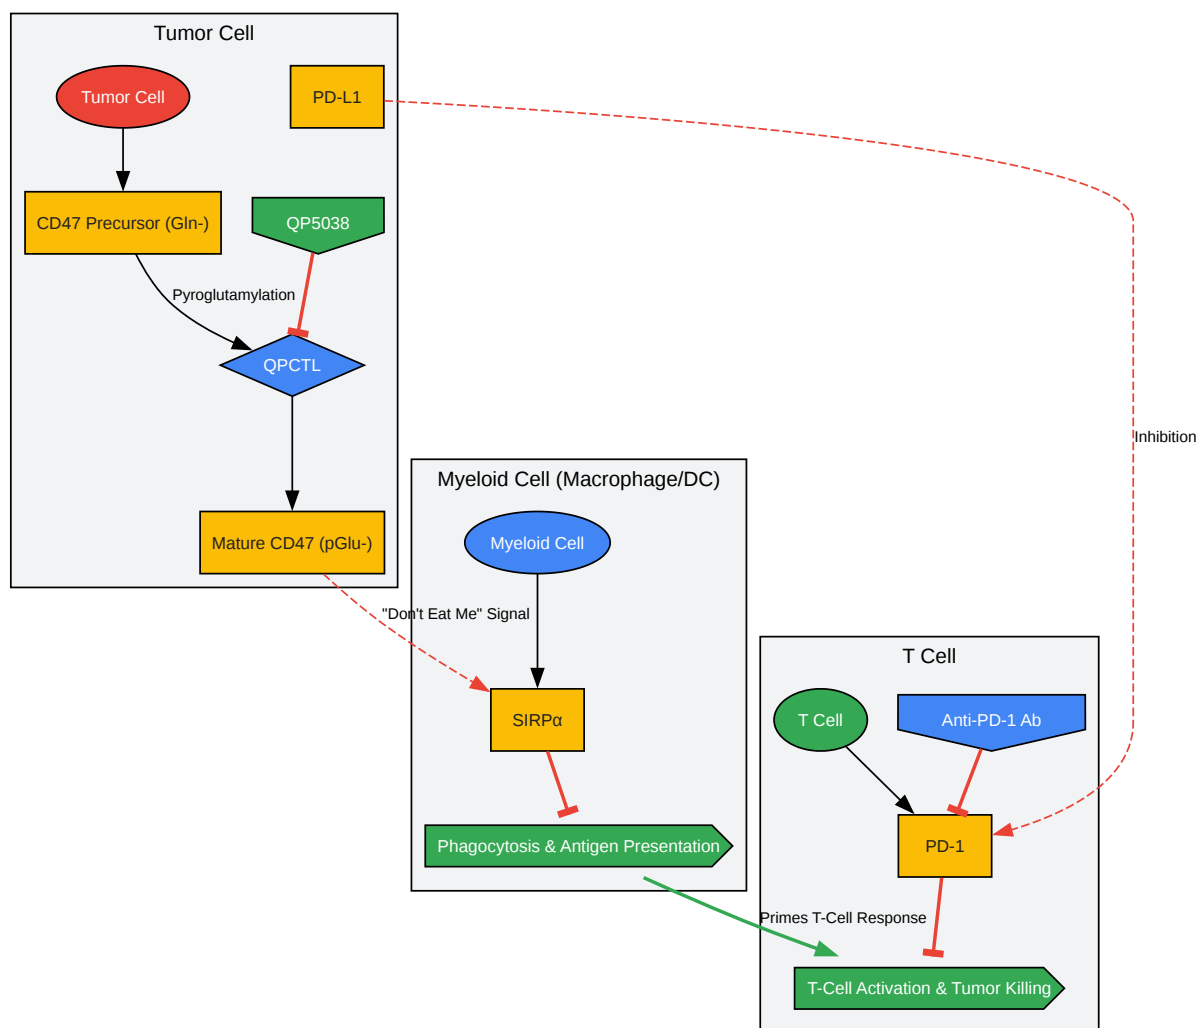 Tumor Cell
Tumor Cell
PD-L1
CD47 Precursor (Gln-)
QP5038
Pyroglutamylation
QPCTL
Inhibition
Myeloid Cell (Macrophage/DC)
Mature CD47 (pGlu-)
Myeloid Cell
"Don't Eat Me" Signal
T Cell
SIRPα
T Cell
Anti-PD-1 Ab
Phagocytosis & Antigen Presentation
PD-1
Primes T-Cell Response
T-Cell Activation & Tumor Killing